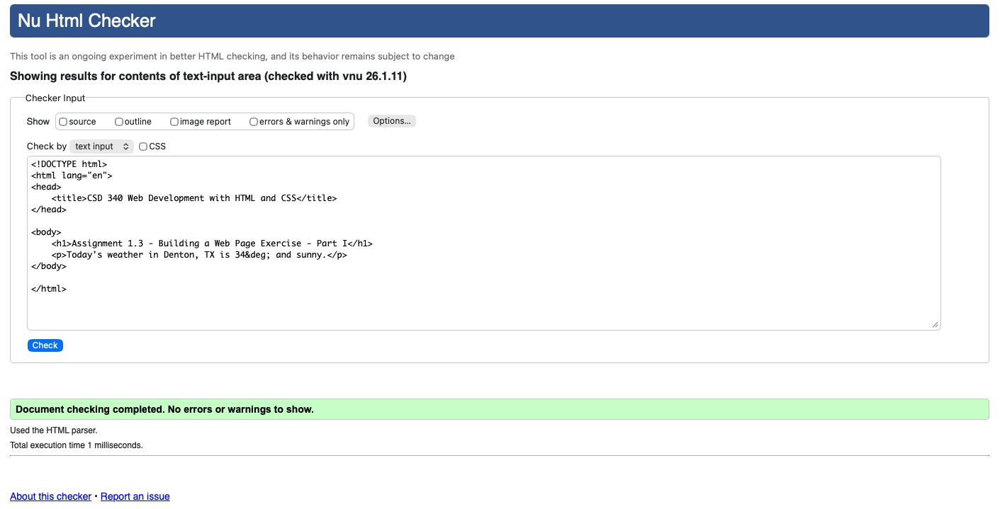 Nu Html Checker
This tool is an ongoing experiment in better HTML checking, and its behavior remains subject to change
Showing results for contents of text-input area (checked with vnu 26.1.11)
Checker Input
Show source outline image report errors & warnings only Options...
Check by text input CSS
<!DOCTYPE html>
<html lang="en">
<head>
    <title>CSD 340 Web Development with HTML and CSS</title>
</head>
<body>
    <h1>Assignment 1.3 - Building a Web Page Exercise - Part I</h1>
    <p>Today's weather in Denton, TX is 34&deg; and sunny.</p>
</body>
</html>
Check
Document checking completed. No errors or warnings to show.
Used the HTML parser.
Total execution time 1 milliseconds.
About this checker • Report an issue